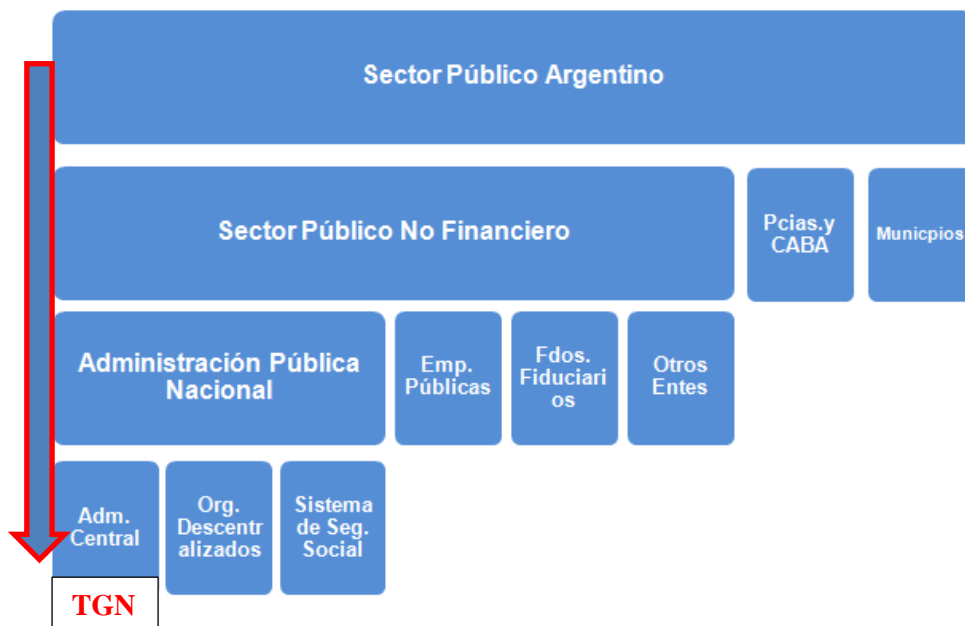 Sector Público Argentino
Sector Público No Financiero
Pcias.y
CABA
Municpios
Administración Pública
Nacional
Emp.
Públicas
Fdos.
Fiduciari
os
Otros
Entes
Adm.
Central
Org.
Descentr
alizados
Sistema
de Seg.
Social
TGN